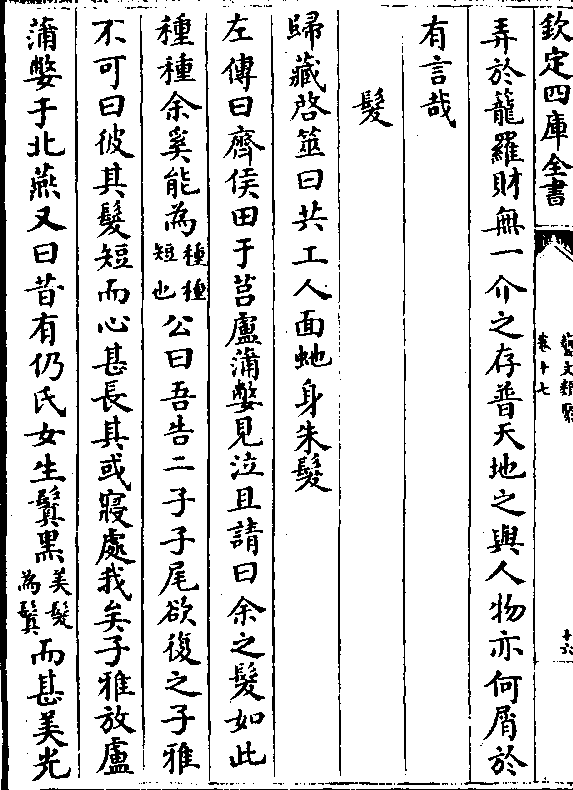 欽定四庫全書
藝文類聚
卷十七
十六
弄於籠羅財無一介之存普天地之與人物亦何屑於
有言哉
髮
歸藏啓筮曰共工人面虵身朱髮
左傳曰齊侯田于莒盧蒲嫳見泣且請曰余之髮如此
種種余奚能為種種短也公曰吾告二子子尾欲復之子雅
不可曰彼其髮短而心甚長其或寢處我矣子雅放盧
蒲嫳于北燕又曰昔有仍氏女生鬒黒美髮為鬒而甚美光